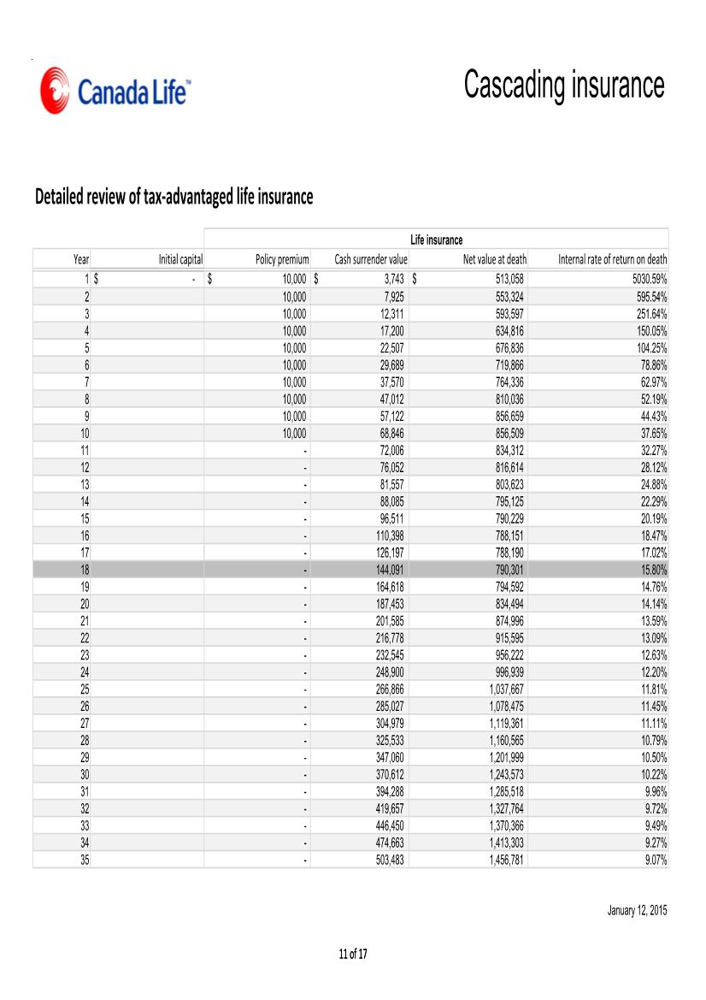 Canada Life™
Cascading insurance
Detailed review of tax-advantaged life insurance
Life insurance
Year Initial capital Policy premium Cash surrender value Net value at death Internal rate of return on death
1 $ - $ 10,000 $ 3,743 $ 513,058 5030.59%
2 10,000 7,925 553,324 595.54%
3 10,000 12,311 593,597 251.64%
4 10,000 17,200 634,816 150.05%
5 10,000 22,507 676,836 104.25%
6 10,000 29,689 719,866 78.86%
7 10,000 37,570 764,336 62.97%
8 10,000 47,012 810,036 52.19%
9 10,000 57,122 856,659 44.43%
10 10,000 68,846 856,509 37.65%
11 - 72,006 834,312 32.27%
12 - 76,052 816,614 28.12%
13 - 81,557 803,623 24.88%
14 - 88,085 795,125 22.29%
15 - 96,511 790,229 20.19%
16 - 110,398 788,151 18.47%
17 - 126,197 788,190 17.02%
18 - 144,091 790,301 15.80%
19 - 164,618 794,592 14.76%
20 - 187,453 834,494 14.14%
21 - 201,585 874,996 13.59%
22 - 216,778 915,595 13.09%
23 - 232,545 956,222 12.63%
24 - 248,900 996,939 12.20%
25 - 266,866 1,037,667 11.81%
26 - 285,027 1,078,475 11.45%
27 - 304,979 1,119,361 11.11%
28 - 325,533 1,160,565 10.79%
29 - 347,060 1,201,999 10.50%
30 - 370,612 1,243,573 10.22%
31 - 394,288 1,285,518 9.96%
32 - 419,657 1,327,764 9.72%
33 - 446,450 1,370,366 9.49%
34 - 474,663 1,413,303 9.27%
35 - 503,483 1,456,781 9.07%
January 12, 2015
11 of 17